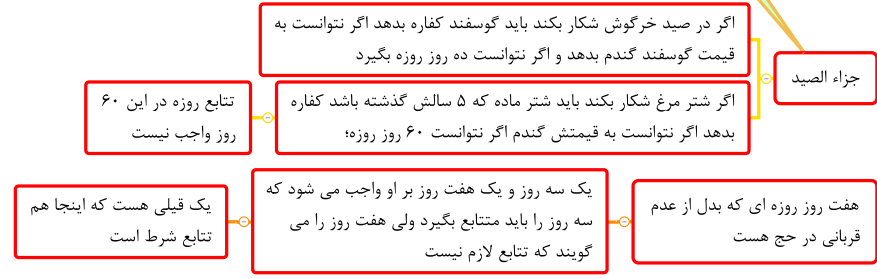 جزاء الصید
اگر در صید خرگوش شکار بکند باید گوسفند کفاره بدهد اگر نتوانست به
قیمت گوسفند گندم بدهد و اگر نتوانست ده روز روزه بگیرد
اگر شتر مرغ شکار بکند باید شتر ماده که ۵ سالش گذشته باشد کفاره
بدهد اگر نتوانست به قیمتش گندم اگر نتوانست ۶۰ روز روزه؛
تتابع روزه در این ۶۰
روز واجب نیست
هفت روز روزه ای که بدل از عدم
قربانی در حج هست
یک سه روز و یک هفت روز بر او واجب می شود که
سه روز را باید متتابع بگیرد ولی هفت روز را می
گویند که تتابع لازم نیست
یک قیلی هست که اینجا هم
تتابع شرط است